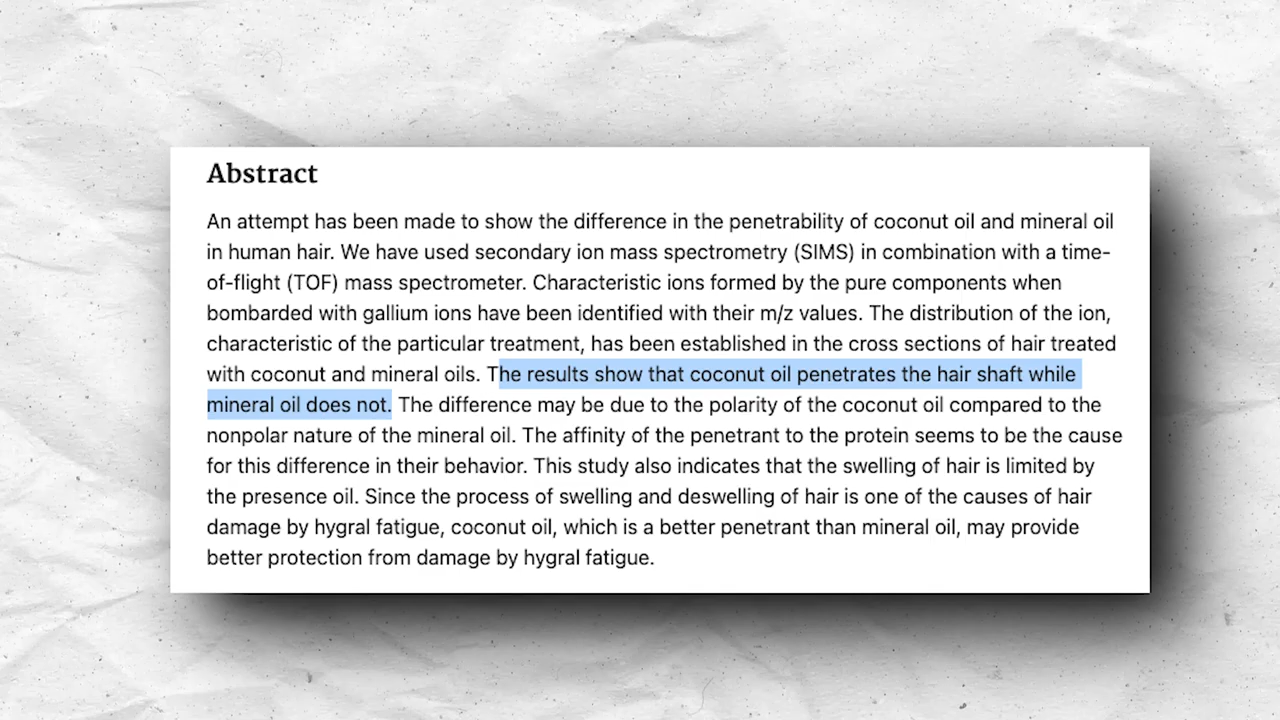 Abstract
An attempt has been made to show the difference in the penetrability of coconut oil and mineral oil
in human hair. We have used secondary ion mass spectrometry (SIMS) in combination with a time-
of-flight (TOF) mass spectrometer. Characteristic ions formed by the pure components when
bombarded with gallium ions have been identified with their m/z values. The distribution of the ion,
characteristic of the particular treatment, has been established in the cross sections of hair treated
with coconut and mineral oils. The results show that coconut oil penetrates the hair shaft while
mineral oil does not. The difference may be due to the polarity of the coconut oil compared to the
nonpolar nature of the mineral oil. The affinity of the penetrant to the protein seems to be the cause
for this difference in their behavior. This study also indicates that the swelling of hair is limited by
the presence oil. Since the process of swelling and deswelling of hair is one of the causes of hair
damage by hygral fatigue, coconut oil, which is a better penetrant than mineral oil, may provide
better protection from damage by hygral fatigue.